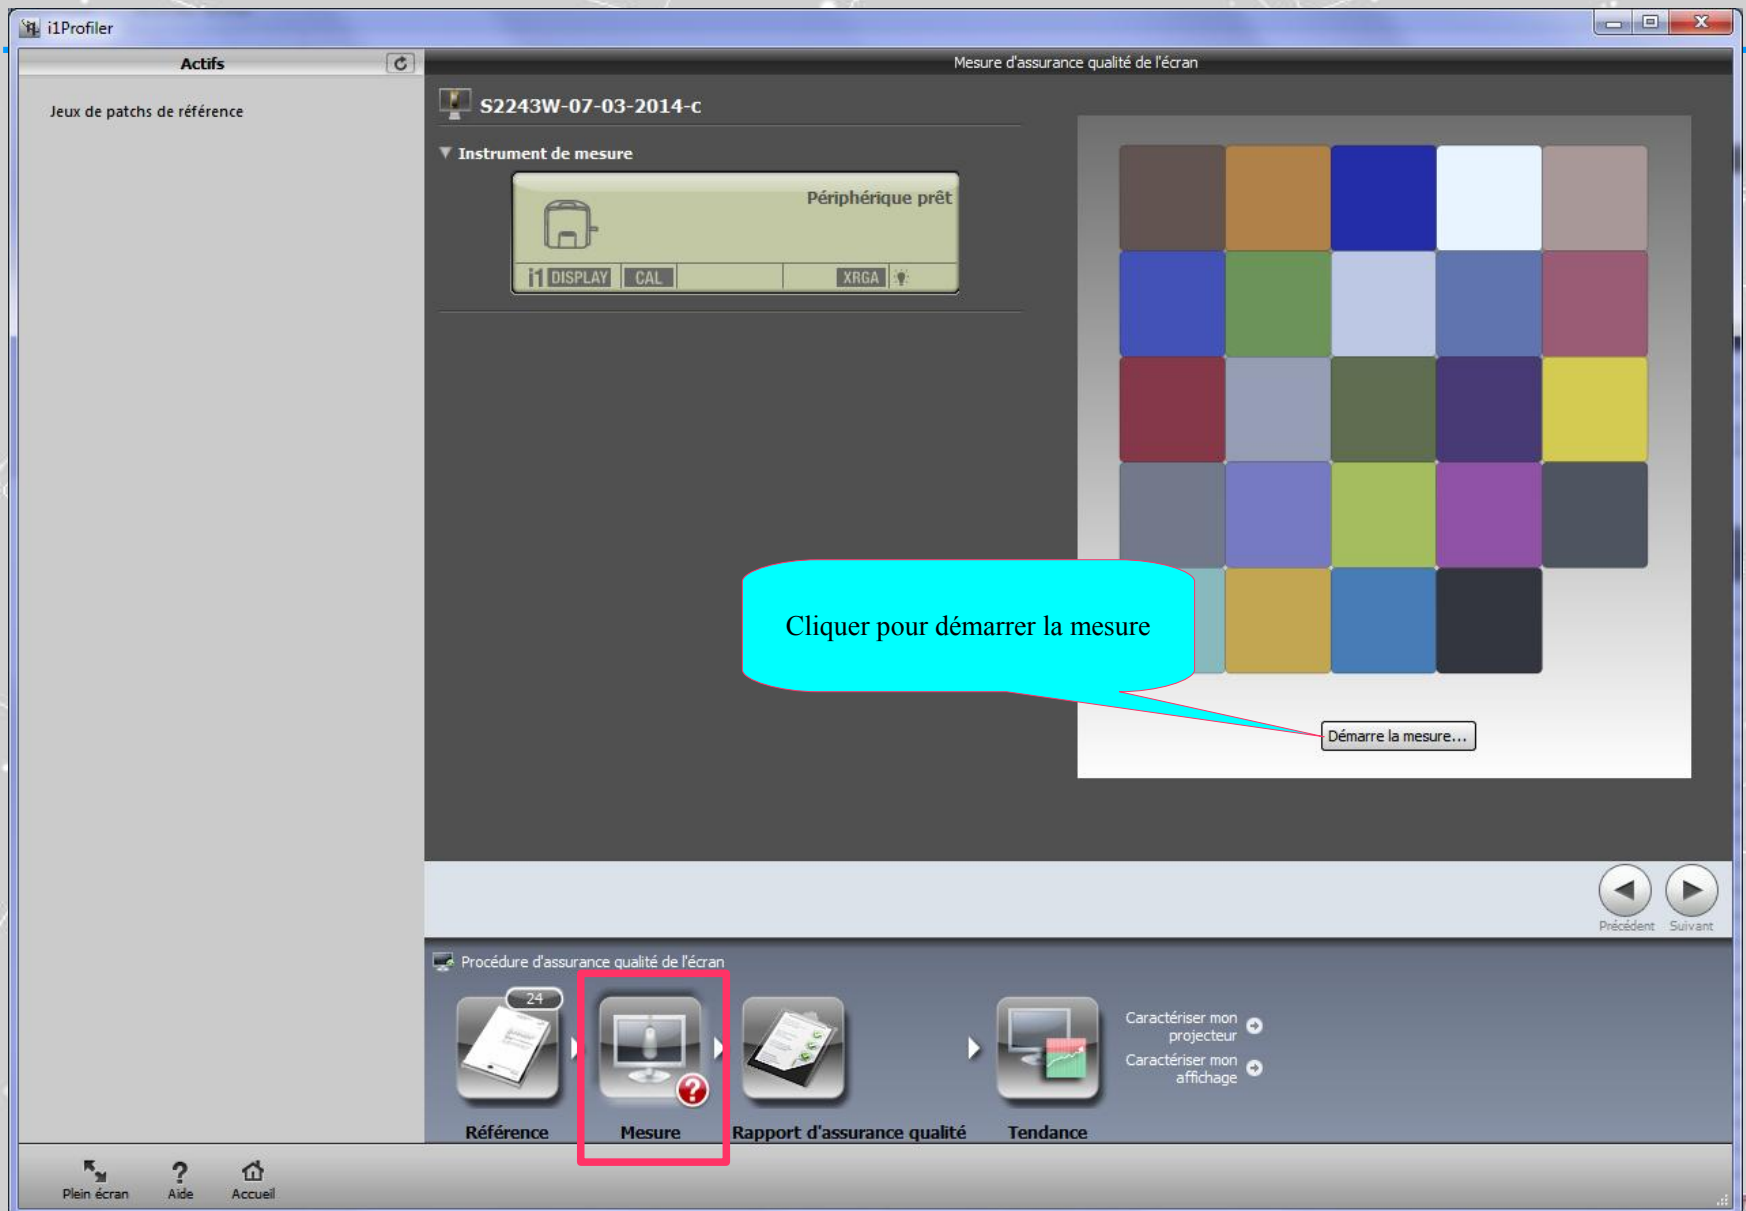 i1Profiler
Actifs
Mesure d'assurance qualité de l'écran
Jeux de patchs de référence
S2243W-07-03-2014-c
Instrument de mesure
Périphérique prêt
i1 DISPLAY CAL XRGA
Cliquer pour démarrer la mesure
Démarre la mesure...
Précédent Suivant
Procédure d'assurance qualité de l'écran
24
Caractériser mon
projecteur
Caractériser mon
affichage
Référence Mesure Rapport d'assurance qualité Tendance
Plein écran Aide Accueil